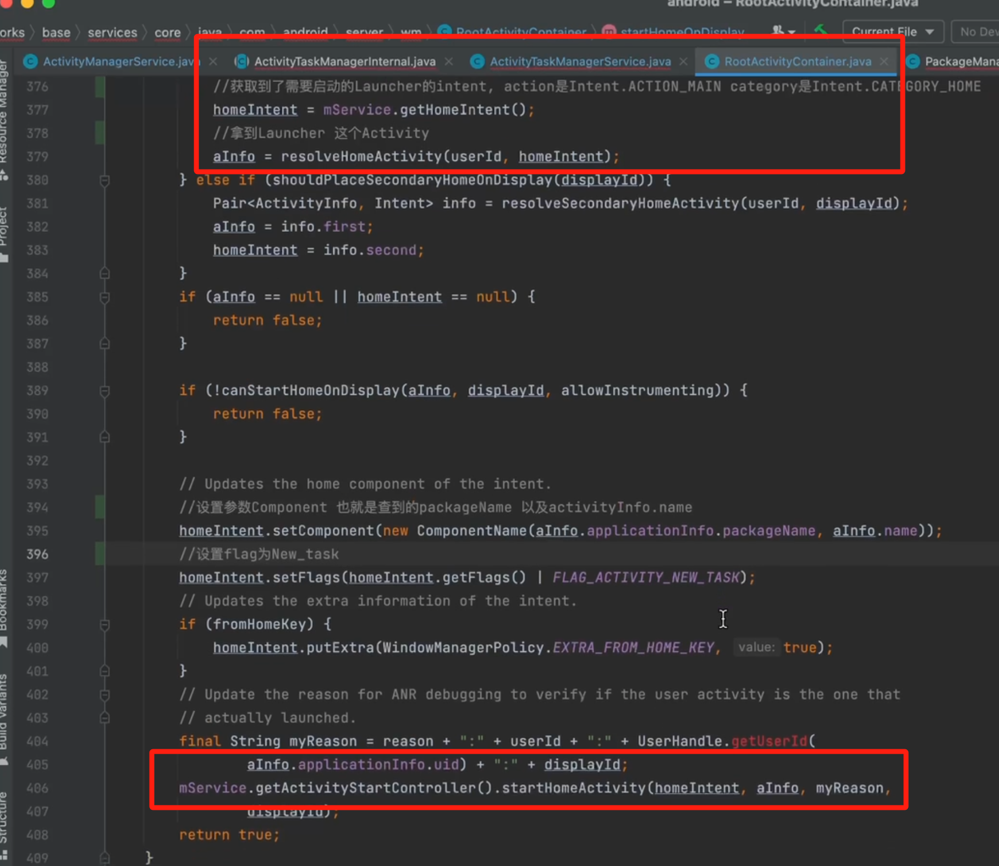 android – RootActivityContainer.java
orks base services core java com android server wm RootActivityContainer startHomeOnDisplay Current File No Dev
ActivityManagerService.java ActivityTaskManagerInternal.java ActivityTaskManagerService.java RootActivityContainer.java PackageMana
Resource Manager
Project
Bookmarks
Build Variants
Structure
376 //获取到了需要启动的Launcher的intent, action是Intent.ACTION_MAIN category是Intent.CATEGORY_HOME
377 homeIntent = mService.getHomeIntent();
378 //拿到Launcher 这个Activity
379 aInfo = resolveHomeActivity(userId, homeIntent);
380 } else if (shouldPlaceSecondaryHomeOnDisplay(displayId)) {
381 Pair<ActivityInfo, Intent> info = resolveSecondaryHomeActivity(userId, displayId);
382 aInfo = info.first;
383 homeIntent = info.second;
384 }
385 if (aInfo == null || homeIntent == null) {
386 return false;
387 }
388
389 if (!canStartHomeOnDisplay(aInfo, displayId, allowInstrumenting)) {
390 return false;
391 }
392
393 // Updates the home component of the intent.
394 //设置参数Component 也就是查到的packageName 以及activityInfo.name
395 homeIntent.setComponent(new ComponentName(aInfo.applicationInfo.packageName, aInfo.name));
396 //设置flag为New_task
397 homeIntent.setFlags(homeIntent.getFlags() | FLAG_ACTIVITY_NEW_TASK);
398 // Updates the extra information of the intent.
399 if (fromHomeKey) {
400 homeIntent.putExtra(WindowManagerPolicy.EXTRA_FROM_HOME_KEY, value: true);
401 }
402 // Update the reason for ANR debugging to verify if the user activity is the one that
403 // actually launched.
404 final String myReason = reason + ":" + userId + ":" + UserHandle.getUserId(
405 aInfo.applicationInfo.uid) + ":" + displayId;
406 mService.getActivityStartController().startHomeActivity(homeIntent, aInfo, myReason,
407 displayId);
408 return true;
409 }